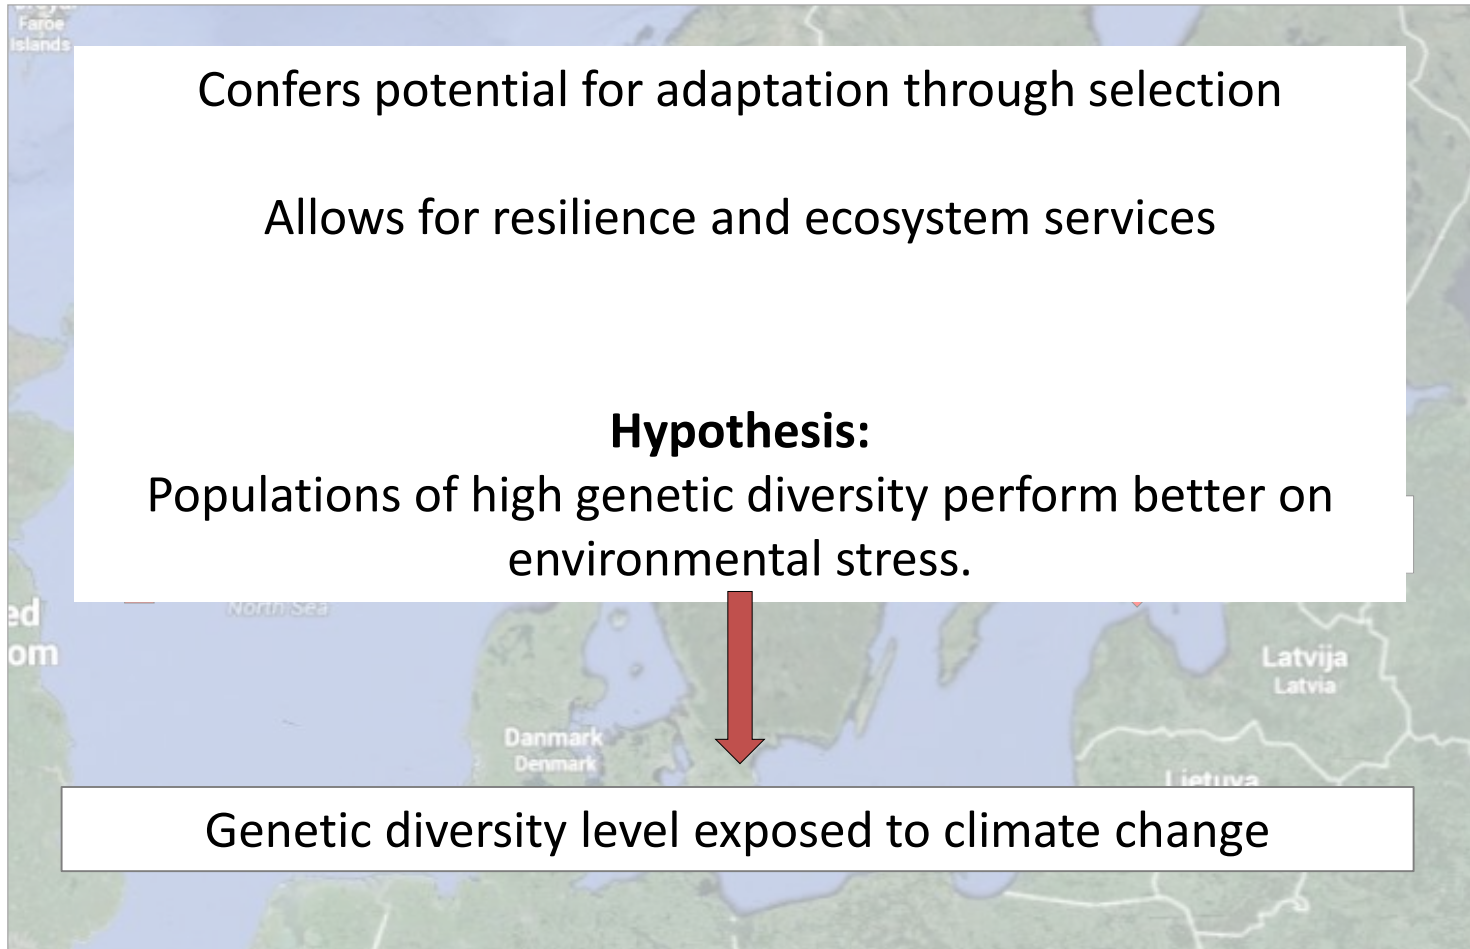 Faroe
Islands
Confers potential for adaptation through selection
Allows for resilience and ecosystem services
Hypothesis:
Populations of high genetic diversity perform better on
environmental stress.
North Sea
ed
om
Latvija
Latvia
Danmark
Denmark
Lietuva
Genetic diversity level exposed to climate change